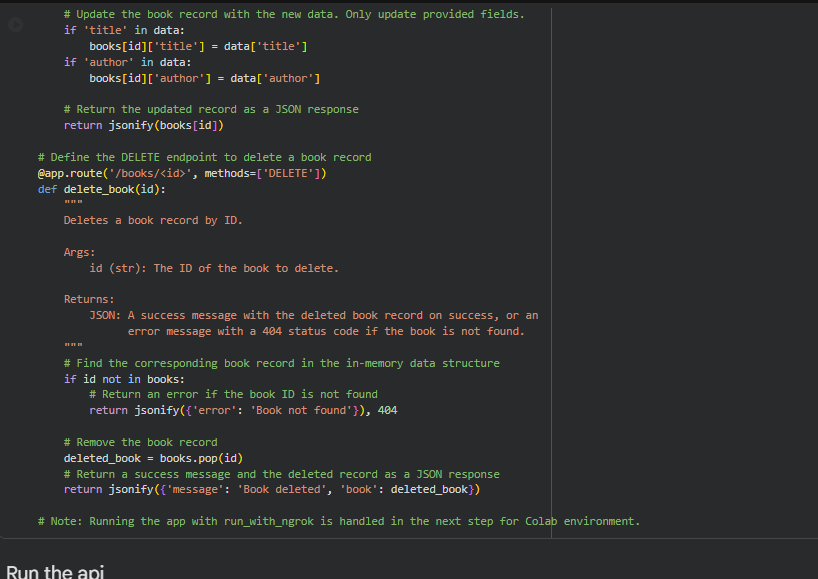 # Update the book record with the new data. Only update provided fields.
if 'title' in data:
books[id]['title'] = data['title']
if 'author' in data:
books[id]['author'] = data['author']
# Return the updated record as a JSON response
return jsonify(books[id])
# Define the DELETE endpoint to delete a book record
@app.route('/books/<id>', methods=['DELETE'])
def delete_book(id):
"""
Deletes a book record by ID.
Args:
id (str): The ID of the book to delete.
Returns:
JSON: A success message with the deleted book record on success, or an
error message with a 404 status code if the book is not found.
"""
# Find the corresponding book record in the in-memory data structure
if id not in books:
# Return an error if the book ID is not found
return jsonify({'error': 'Book not found'}), 404
# Remove the book record
deleted_book = books.pop(id)
# Return a success message and the deleted record as a JSON response
return jsonify({'message': 'Book deleted', 'book': deleted_book})
# Note: Running the app with run_with_ngrok is handled in the next step for Colab environment.
Run the api